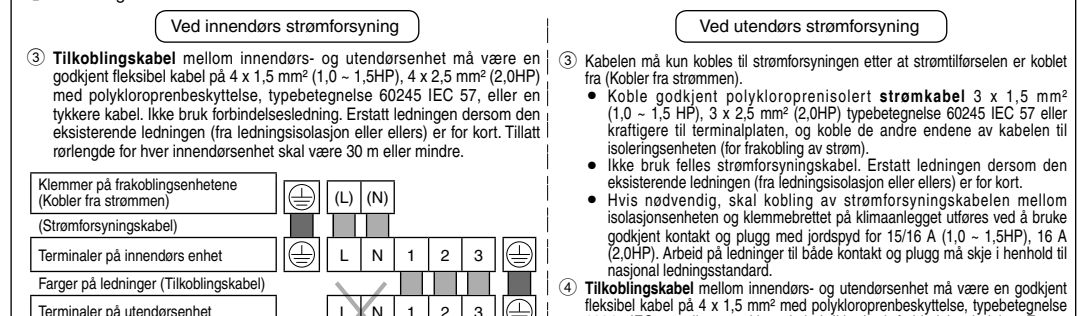 Ved innendørs strømforsyning
③ Tilkoblingskabel mellom innendørs- og utendørsenhet må være en
godkjent fleksibel kabel på 4 x 1,5 mm² (1,0 ~ 1,5HP), 4 x 2,5 mm² (2,0HP)
med polykloroprenbeskyttelse, typebetegnelse 60245 IEC 57, eller en
tykkere kabel. Ikke bruk forbindelsesledning. Erstatt ledningen dersom den
eksisterende ledningen (fra ledningsisolasjon eller ellers) er for kort. Tillatt
rørlengde for hver innendørsenhet skal være 30 m eller mindre.
Klemmer på frakoblingsenhetene
(Kobler fra strømmen)
(L) (N)
(Strømforsyningskabel)
Terminaler på innendørs enhet
L N 1 2 3
Farger på ledninger (Tilkoblingskabel)
Terminaler på utendørsenhet
L N 1 2 3
Ved utendørs strømforsyning
③ Kabelen må kun kobles til strømforsyningen etter at strømtilførselen er koblet
fra (Kobler fra strømmen).
• Koble godkjent polykloroprenisolert strømkabel 3 x 1,5 mm²
(1,0 ~ 1,5 HP), 3 x 2,5 mm² (2,0HP) typebetegnelse 60245 IEC 57 eller
kraftigere til terminalplaten, og koble de andre endene av kabelen til
isoleringsenheten (for frakobling av strøm).
• Ikke bruk felles strømforsyningskabel. Erstatt ledningen dersom den
eksisterende ledningen (fra ledningsisolasjon eller ellers) er for kort.
• Hvis nødvendig, skal kobling av strømforsyningskabelen mellom
isolasjonsenheten og klemmebrettet på klimaanlegget utføres ved å bruke
godkjent kontakt og plugg med jordspyd for 15/16 A (1,0 ~ 1,5HP), 16 A
(2,0HP). Arbeid på ledninger til både kontakt og plugg må skje i henhold til
nasjonal ledningsstandard.
④ Tilkoblingskabel mellom innendørs- og utendørsenhet må være en godkjent
fleksibel kabel på 4 x 1,5 mm² med polykloroprenbeskyttelse, typebetegnelse